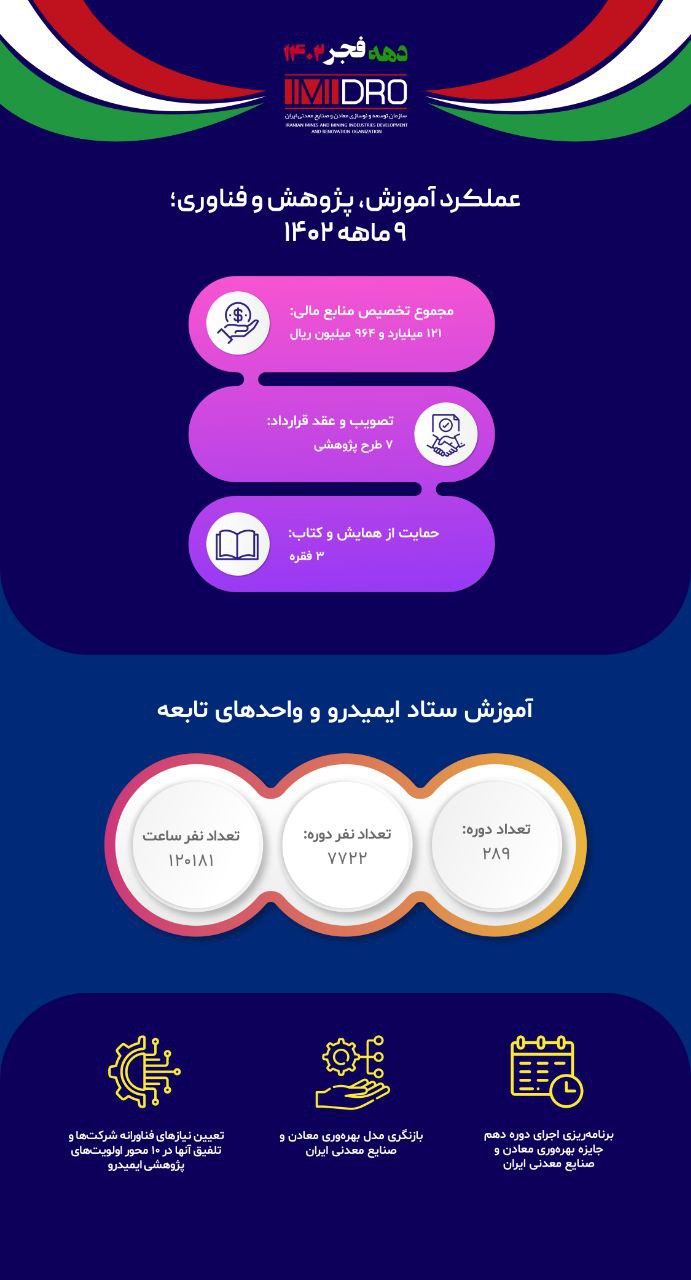 دهه فجر ۱۴۰۲
IMIDRO
سازمان توسعه و نوسازی معادن و صنایع معدنی ایران
IRANIAN MINES AND MINING INDUSTRIES DEVELOPMENT
AND RENOVATION OGANIZATION
عملکرد آموزش، پژوهش و فناوری؛
۹ ماهه ۱۴۰۲
مجموع تخصیص منابع مالی:
۱۲۱ میلیارد و ۹۶۴ میلیون ریال
تصویب و عقد قرارداد:
۷ طرح پژوهشی
حمایت از همایش و کتاب:
۳ فقره
آموزش ستاد ایمیدرو و واحدهای تابعه
تعداد دوره:
۲۸۹
تعداد نفر دوره:
۷۷۲۲
تعداد نفر ساعت
۱۲۰۱۸۱
برنامه‌ریزی اجرای دوره دهم
جایزه بهره‌وری معادن و
صنایع معدنی ایران
بازنگری مدل بهره‌وری معادن و
صنایع معدنی ایران
تعیین نیازهای فناورانه شرکت‌ها و
تلفیق آنها در ۱۰ محور اولویت‌های
پژوهشی ایمیدرو